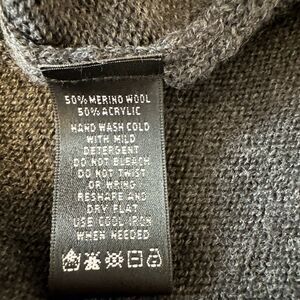 50% MERINO WOOL
50% ACRYLIC
HAND WASH COLD
WITH MILD
DETERGENT
DO NOT BLEACH
DO NOT TWIST
OR WRING
RESHAPE AND
DRY FLAT
USE COOL IRON
WHEN NEEDED